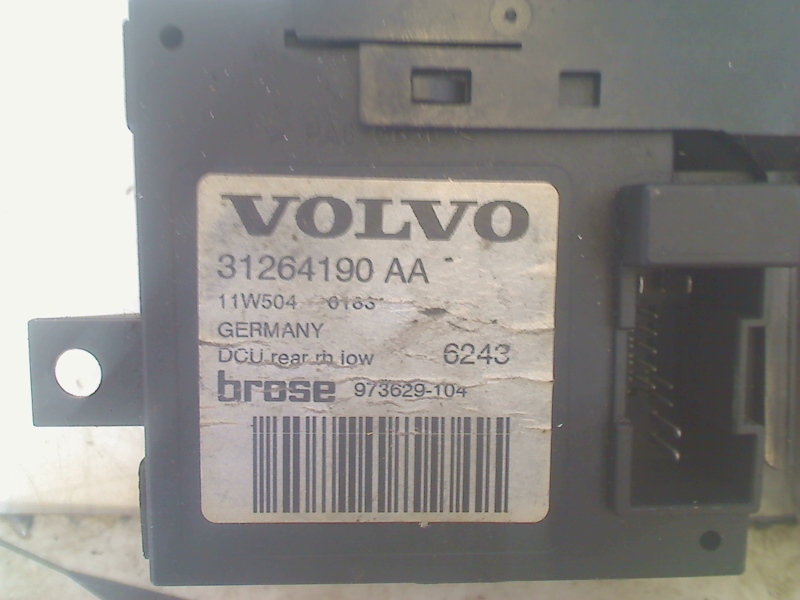 VOLVO
31264190 AA
11W504 0183
GERMANY
DCU rear rh low 6243
brose 973629-104